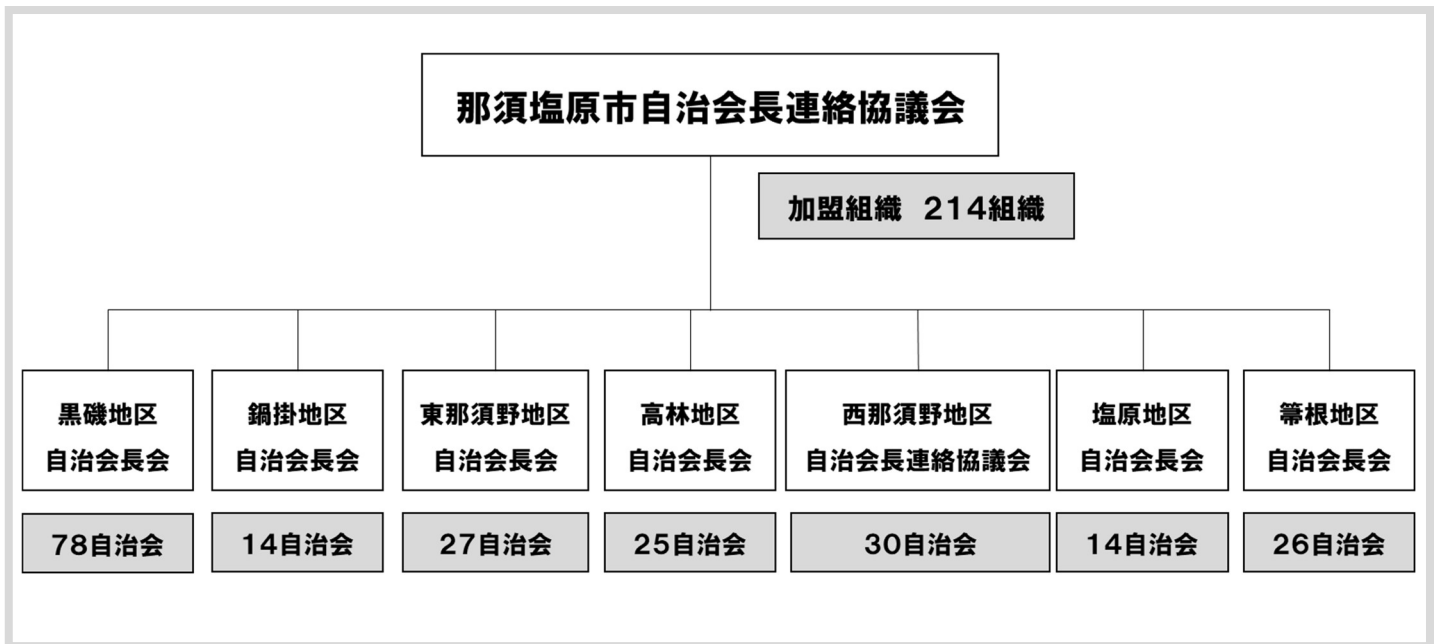 那須塩原市自治会長連絡協議会
加盟組織 214組織
黒磯地区
自治会長会
鍋掛地区
自治会長会
東那須野地区
自治会長会
高林地区
自治会長会
西那須野地区
自治会長連絡協議会
塩原地区
自治会長会
箒根地区
自治会長会
78自治会
14自治会
27自治会
25自治会
30自治会
14自治会
26自治会